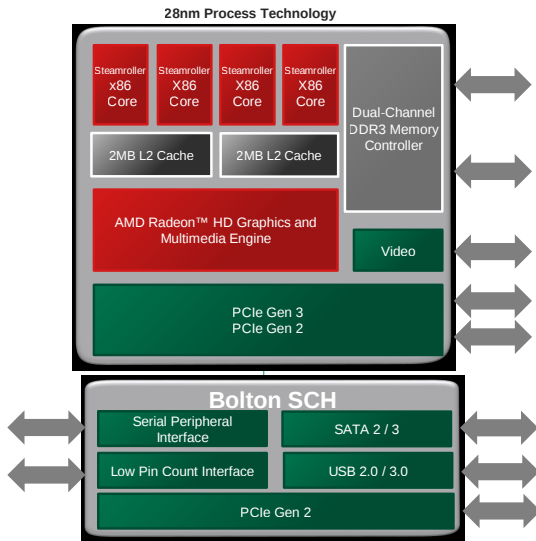 28nm Process Technology
Steamroller
x86
Core
Steamroller
X86
Core
Steamroller
X86
Core
Steamroller
X86
Core
Dual-Channel
DDR3 Memory
Controller
2MB L2 Cache
2MB L2 Cache
AMD Radeon™ HD Graphics and
Multimedia Engine
Video
PCIe Gen 3
PCIe Gen 2
Bolton SCH
Serial Peripheral
Interface
SATA 2 / 3
Low Pin Count Interface
USB 2.0 / 3.0
PCIe Gen 2